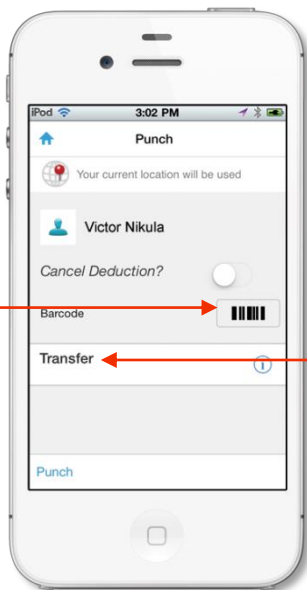 iPod 3:02 PM
Punch
Your current location will be used
Victor Nikula
Cancel Deduction?
Barcode
Transfer
Punch